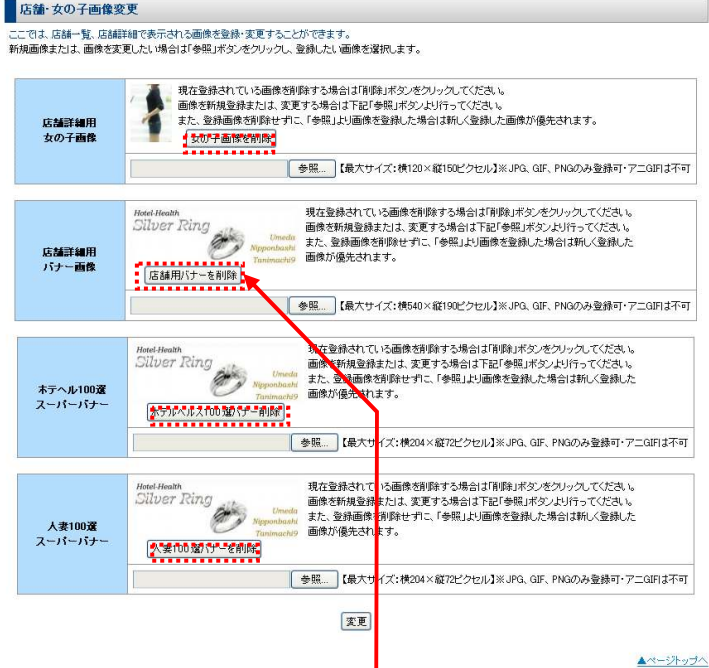 店舗・女の子画像変更
ここでは、店舗一覧、店舗詳細で表示される画像を登録・変更することができます。
新規画像または、画像を変更したい場合は「参照」ボタンをクリックし、登録したい画像を選択します。
店舗詳細用
女の子画像
現在登録されている画像を削除する場合は「削除」ボタンをクリックしてください。
画像を新規登録または、変更する場合は下記「参照」ボタンより行ってください。
また、登録画像を削除せずに、「参照」より画像を登録した場合は新しく登録した画像が優先されます。
女の子画像を削除
参照... 【最大サイズ：横120×縦150ピクセル】※JPG、GIF、PNGのみ登録可・アニGIFは不可
店舗詳細用
バナー画像
Hotel-Health
Silver Ring
Umeda
Nipponbashi
Tanimachi9
現在登録されている画像を削除する場合は「削除」ボタンをクリックしてください。
画像を新規登録または、変更する場合は下記「参照」ボタンより行ってください。
また、登録画像を削除せずに、「参照」より画像を登録した場合は新しく登録した
画像が優先されます。
店舗用バナーを削除
参照... 【最大サイズ：横540×縦190ピクセル】※JPG、GIF、PNGのみ登録可・アニGIFは不可
ホテヘル100選
スーパーバナー
Hotel-Health
Silver Ring
Umeda
Nipponbashi
Tanimachi9
現在登録されている画像を削除する場合は「削除」ボタンをクリックしてください。
画像を新規登録または、変更する場合は下記「参照」ボタンより行ってください。
また、登録画像を削除せずに、「参照」より画像を登録した場合は新しく登録した
画像が優先されます。
ホテルヘルス100選バナー削除
参照... 【最大サイズ：横204×縦72ピクセル】※JPG、GIF、PNGのみ登録可・アニGIFは不可
人妻100選
スーパーバナー
Hotel-Health
Silver Ring
Umeda
Nipponbashi
Tanimachi9
現在登録されている画像を削除する場合は「削除」ボタンをクリックしてください。
画像を新規登録または、変更する場合は下記「参照」ボタンより行ってください。
また、登録画像を削除せずに、「参照」より画像を登録した場合は新しく登録した
画像が優先されます。
人妻100選バナーを削除
参照... 【最大サイズ：横204×縦72ピクセル】※JPG、GIF、PNGのみ登録可・アニGIFは不可
変更
▲ページトップへ